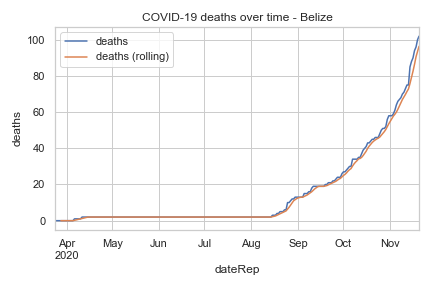 COVID-19 deaths over time - Belize
deaths
deaths (rolling)
100
80
60
40
20
0
deaths
Apr
2020
May
Jun
Jul
Aug
Sep
Oct
Nov
dateRep